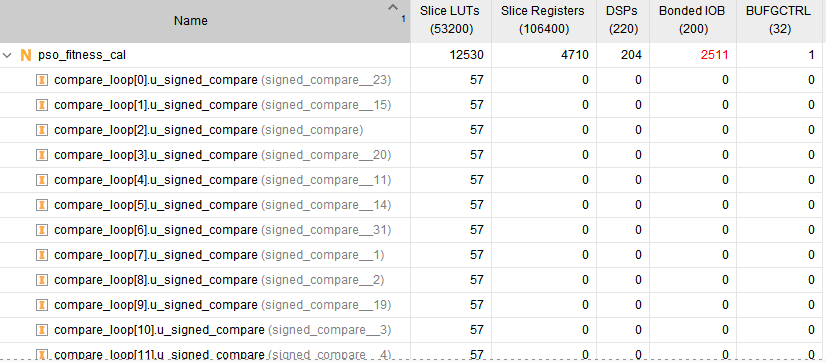 Name 1 Slice LUTs (53200) Slice Registers (106400) DSPs (220) Bonded IOB (200) BUFGCTRL (32)
N pso_fitness_cal 12530 4710 204 2511 1
I compare_loop[0].u_signed_compare (signed_compare__23) 57 0 0 0 0
I compare_loop[1].u_signed_compare (signed_compare__15) 57 0 0 0 0
I compare_loop[2].u_signed_compare (signed_compare) 57 0 0 0 0
I compare_loop[3].u_signed_compare (signed_compare__20) 57 0 0 0 0
I compare_loop[4].u_signed_compare (signed_compare__11) 57 0 0 0 0
I compare_loop[5].u_signed_compare (signed_compare__14) 57 0 0 0 0
I compare_loop[6].u_signed_compare (signed_compare__31) 57 0 0 0 0
I compare_loop[7].u_signed_compare (signed_compare__1) 57 0 0 0 0
I compare_loop[8].u_signed_compare (signed_compare__2) 57 0 0 0 0
I compare_loop[9].u_signed_compare (signed_compare__19) 57 0 0 0 0
I compare_loop[10].u_signed_compare (signed_compare__3) 57 0 0 0 0
I compare_loop[11].u_signed_compare (signed_compare__4) 57 0 0 0 0